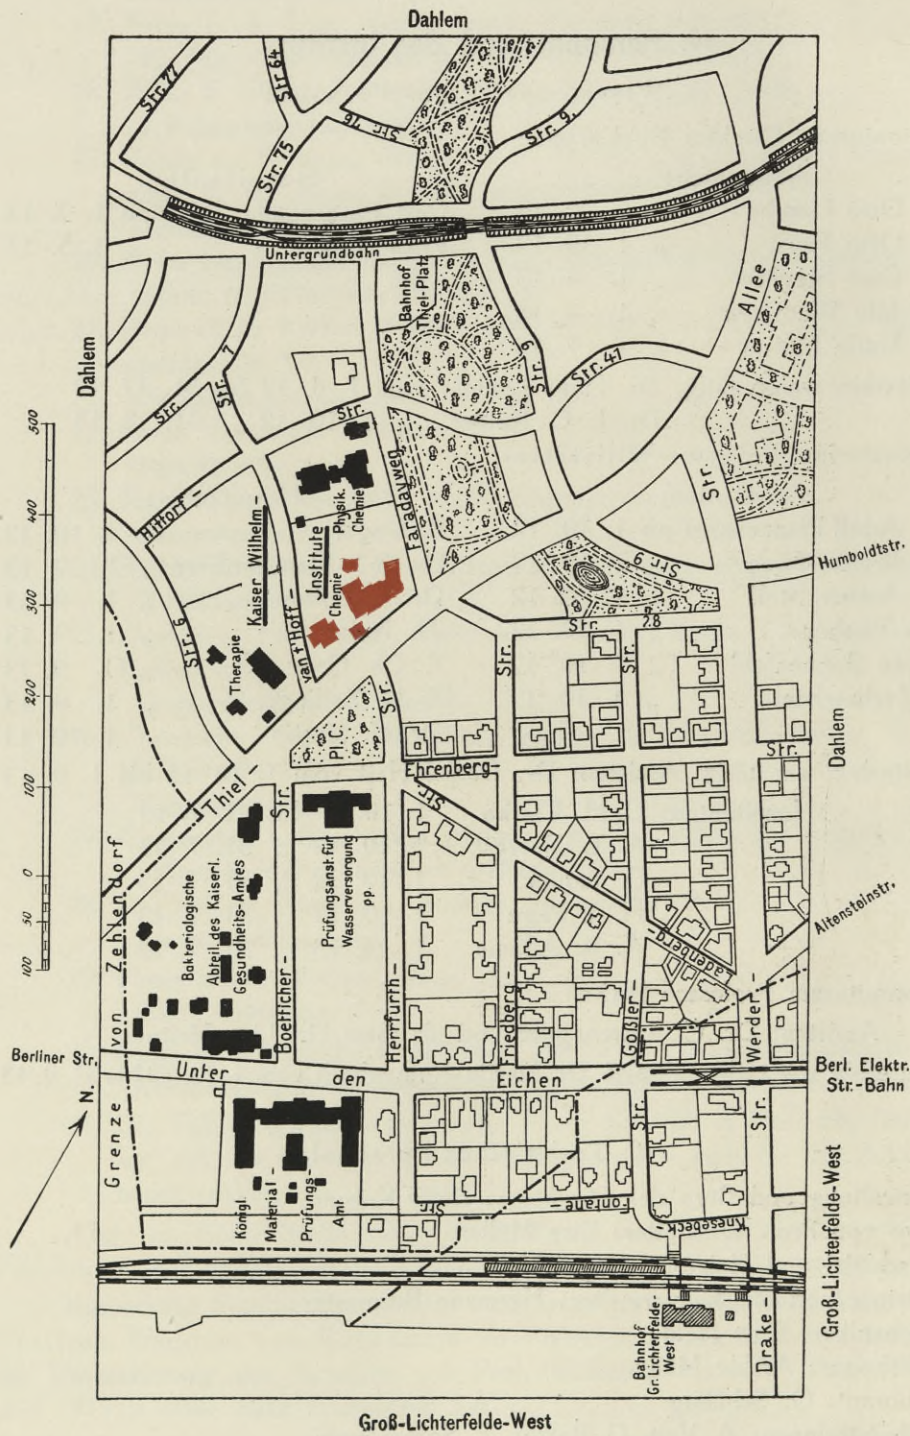 Dahlem
Str. 77
Str. 64
Str. 75
Str. 76
Str. 9.
Untergrundbahn
Bahnhof
Thiel-Platz
Allee
Dahlem
Str. 7
Str.
Str. 9
Str. 41
Str.
Str.
500
400
300
200
100
0
50
100
Hittorf-
Kaiser Wilhelm-
Institute
Physik.
Chemie
Chemie
Faradayweg
Str. 9
Humboldtstr.
Str. 6
Therapie
van t'Hoff-
Str. 28
Str.
Str.
Str.
P.L.C.
Thiel-
Ehrenberg-
Str.
Dahlem
Str.
Str.
Prüfungsanst. für
Wasserversorgung
pp.
Bakteriologische
Abteil. des Kaiserl.
Gesundheits-Amtes
Altensteinstr.
Boetticher-
Herrfurth-
Friedberg-
Goßler-
adenberg-
Werder-
Grenze von Zehlendorf
Berliner Str.
Unter den Eichen
Berl. Elektr.
Str.-Bahn
N.
Königl.
Material-
Prüfungs-
Amt
Str.
Fontane-
Str.
Knesebeck-
Str.
Drake-
Groß-Lichterfelde-West
Bahnhof
Gr. Lichterfelde-
West
Groß-Lichterfelde-West